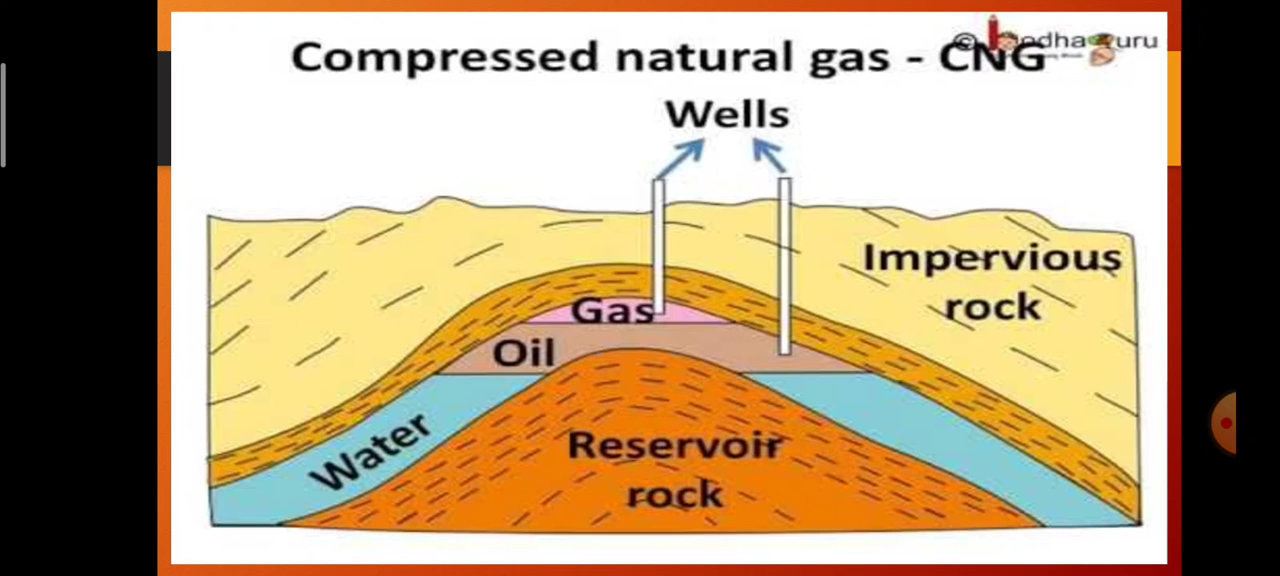 Compressed natural gas - CNG
Wells
Impervious
rock
Gas
Oil
Water
Reservoir
rock